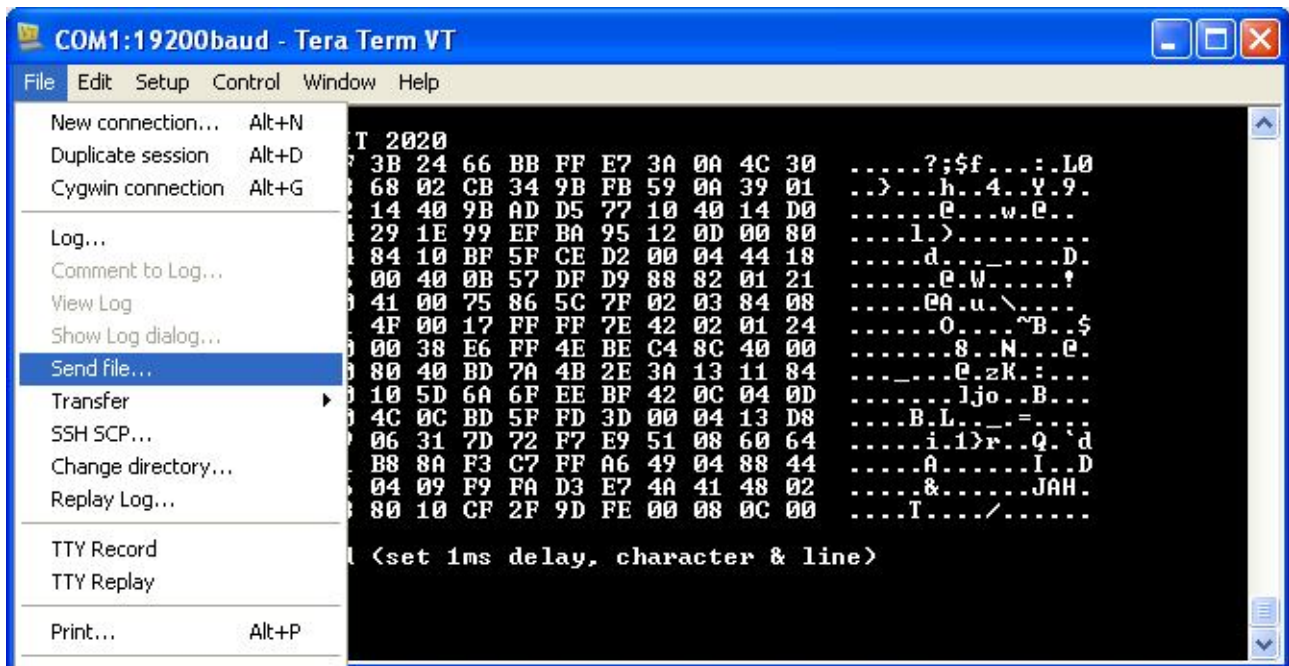 COM1:19200baud - Tera Term VT
File Edit Setup Control Window Help
New connection... Alt+N
Duplicate session Alt+D
Cygwin connection Alt+G
Log...
Comment to Log...
View Log
Show Log dialog...
Send file...
Transfer
SSH SCP...
Change directory...
Replay Log...
TTY Record
TTY Replay
Print... Alt+P
T 2020
3B 24 66 BB FF E7 3A 0A 4C 30 .....?;$f...:.L0
68 02 CB 34 9B FB 59 0A 39 01 ..>...h..4..Y.9.
14 40 9B AD D5 77 10 40 14 D0 .......@...w.@..
29 1E 99 EF BA 95 12 0D 00 80 ....1.).........
84 10 BF 5F CE D2 00 04 44 18 .....d..._....D.
00 40 0B 57 DF D9 88 82 01 21 .......@.W.....!
41 00 75 86 5C 7F 02 03 84 08 .....@A.u.\....
4F 00 17 FF FF 7E 42 02 01 24 ......O....~B..$
00 38 E6 FF 4E BE C4 8C 40 00 .......8..N...@.
80 40 BD 7A 4B 2E 3A 13 11 84 ..._...@.zK.:...
10 5D 6A 6F EE BF 42 0C 04 0D .......]jo..B...
4C 0C BD 5F FD 3D 00 04 13 D8 ....B.L.._.=....
06 31 7D 72 F7 E9 51 08 60 64 .....i.1}r..Q.`d
B8 8A F3 C7 FF A6 49 04 88 44 .....A......I..D
04 09 F9 FA D3 E7 4A 41 48 02 .....&......JAH.
80 10 CF 2F 9D FE 00 08 0C 00 ....T..../......
(set 1ms delay, character & line)